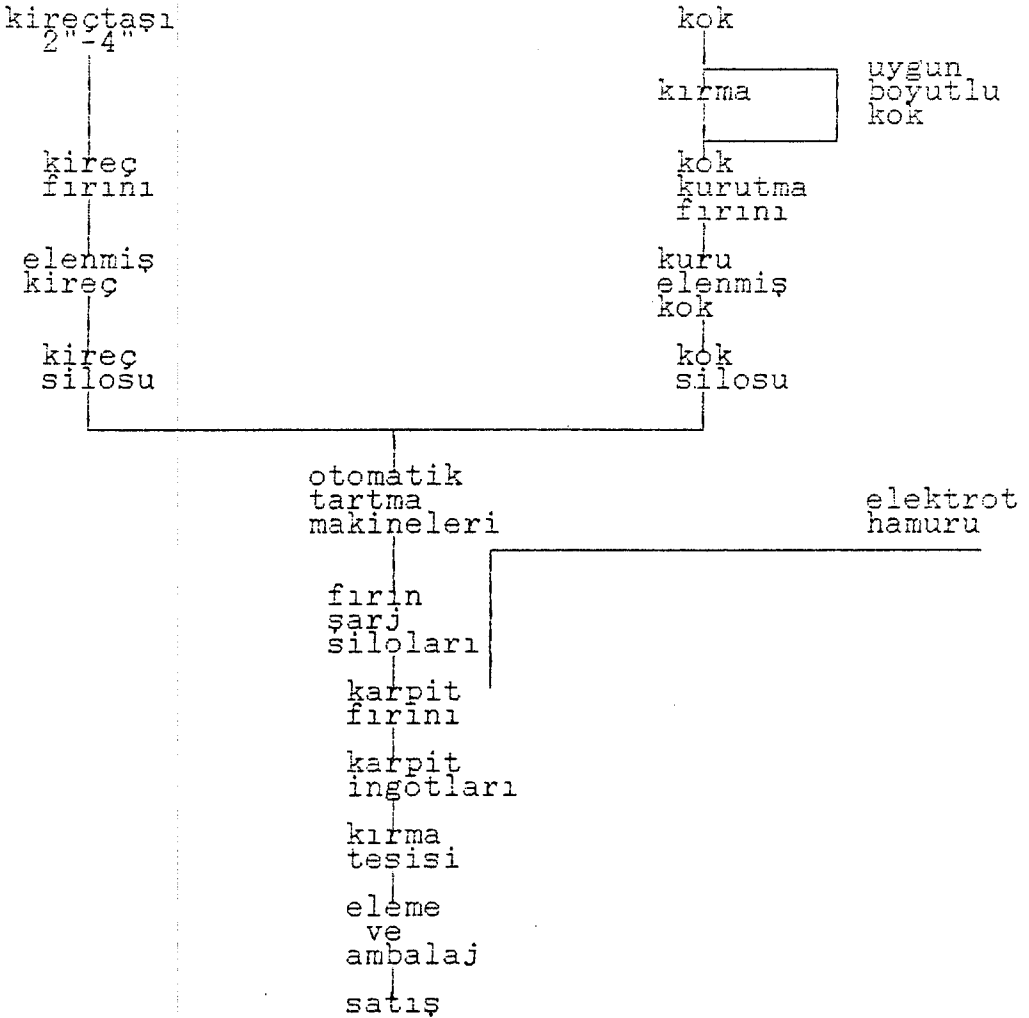 kireçtaşı
2"-4"
kireç
fırını
elenmiş
kireç
kireç
silosu
kok
kırma
uygun
boyutlu
kok
kok
kurutma
fırını
kuru
elenmiş
kok
kok
silosu
otomatik
tartma
makineleri
elektrot
hamuru
fırın
şarj
siloları
karpit
fırını
karpit
ingotları
kırma
tesisi
eleme
ve
ambalaj
satış